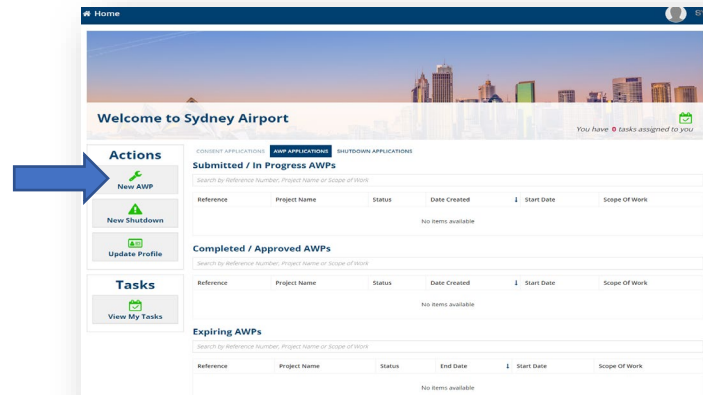 Home
Welcome to Sydney Airport
You have 0 tasks assigned to you
Actions
New AWP
New Shutdown
Update Profile
Tasks
View My Tasks
CONSENT APPLICATIONS AWP APPLICATIONS SHUTDOWN APPLICATIONS
Submitted / In Progress AWPs
Search by Reference Number, Project Name or Scope of Work
Reference Project Name Status Date Created Start Date Scope Of Work
No items available
Completed / Approved AWPs
Search by Reference Number, Project Name or Scope of Work
Reference Project Name Status Date Created Start Date Scope Of Work
No items available
Expiring AWPs
Search by Reference Number, Project Name or Scope of Work
Reference Project Name Status End Date Start Date Scope Of Work
No items available